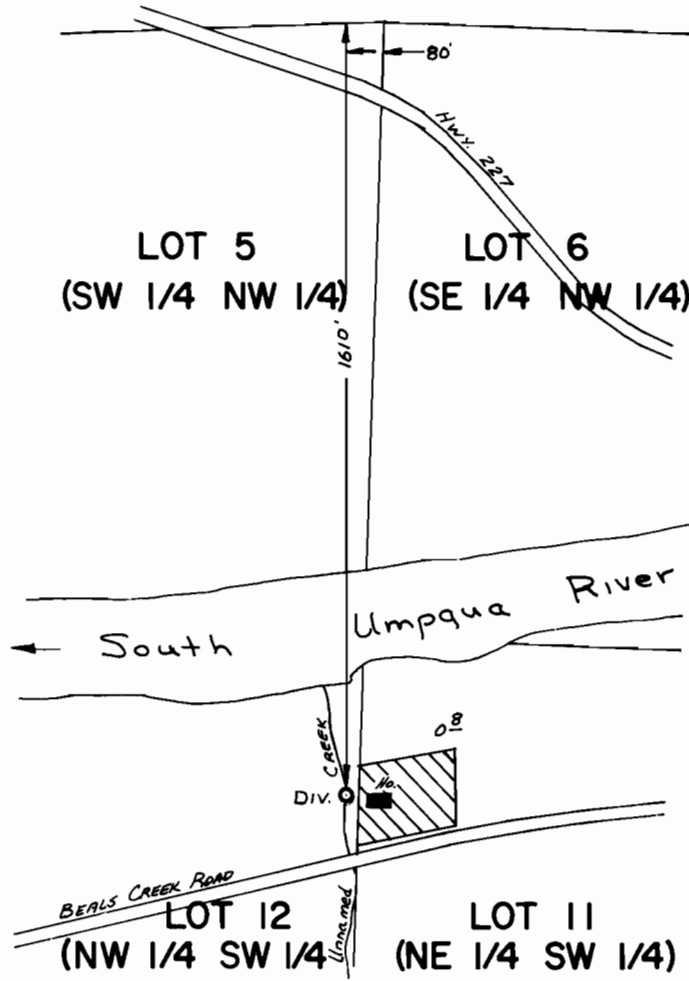 80'
HWY. 227
LOT 5
(SW 1/4 NW 1/4)
LOT 6
(SE 1/4 NW 1/4)
1610'
South Umpqua River
CREEK
0 8
Ho.
DIV.
BEALS CREEK ROAD
Unnamed
LOT 12
(NW 1/4 SW 1/4
LOT 11
(NE 1/4 SW 1/4)